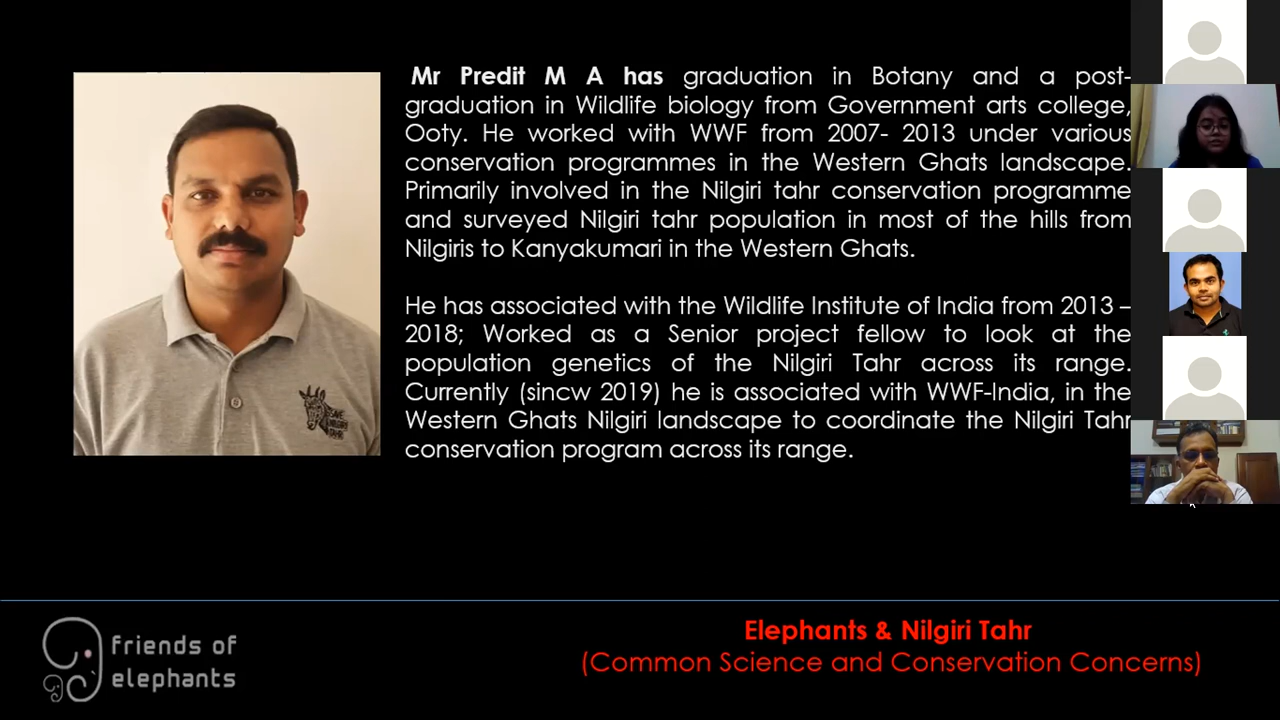 Mr Predit M A has graduation in Botany and a post-
graduation in Wildlife biology from Government arts college,
Ooty. He worked with WWF from 2007- 2013 under various
conservation programmes in the Western Ghats landscape.
Primarily involved in the Nilgiri tahr conservation programme
and surveyed Nilgiri tahr population in most of the hills from
Nilgiris to Kanyakumari in the Western Ghats.
He has associated with the Wildlife Institute of India from 2013 –
2018; Worked as a Senior project fellow to look at the
population genetics of the Nilgiri Tahr across its range.
Currently (sincw 2019) he is associated with WWF-India, in the
Western Ghats Nilgiri landscape to coordinate the Nilgiri Tahr
conservation program across its range.
SAVE
NILGIRI
TAHR
friends of
elephants
Elephants & Nilgiri Tahr
(Common Science and Conservation Concerns)